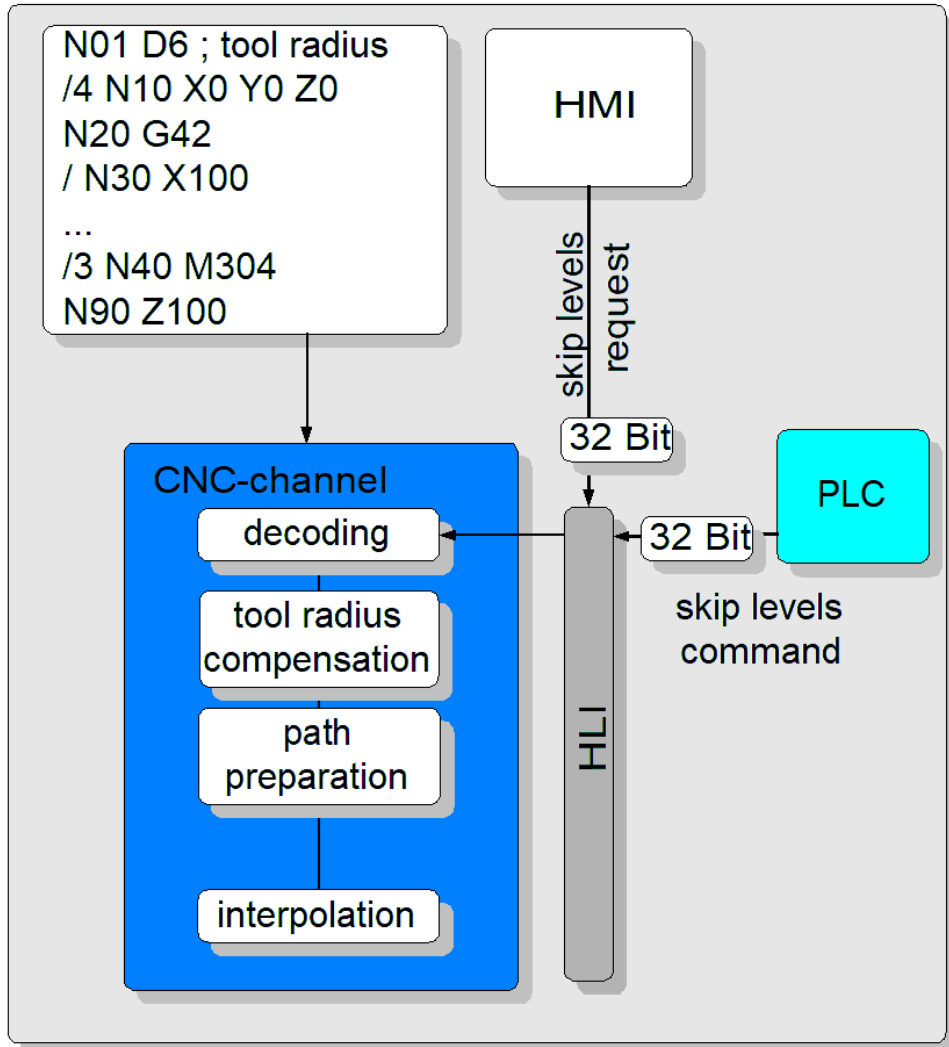 N01 D6 ; tool radius
/4 N10 X0 Y0 Z0
N20 G42
/ N30 X100
...
/3 N40 M304
N90 Z100
HMI
skip levels
request
32 Bit
PLC
32 Bit
skip levels
command
HLI
CNC-channel
decoding
tool radius
compensation
path
preparation
interpolation